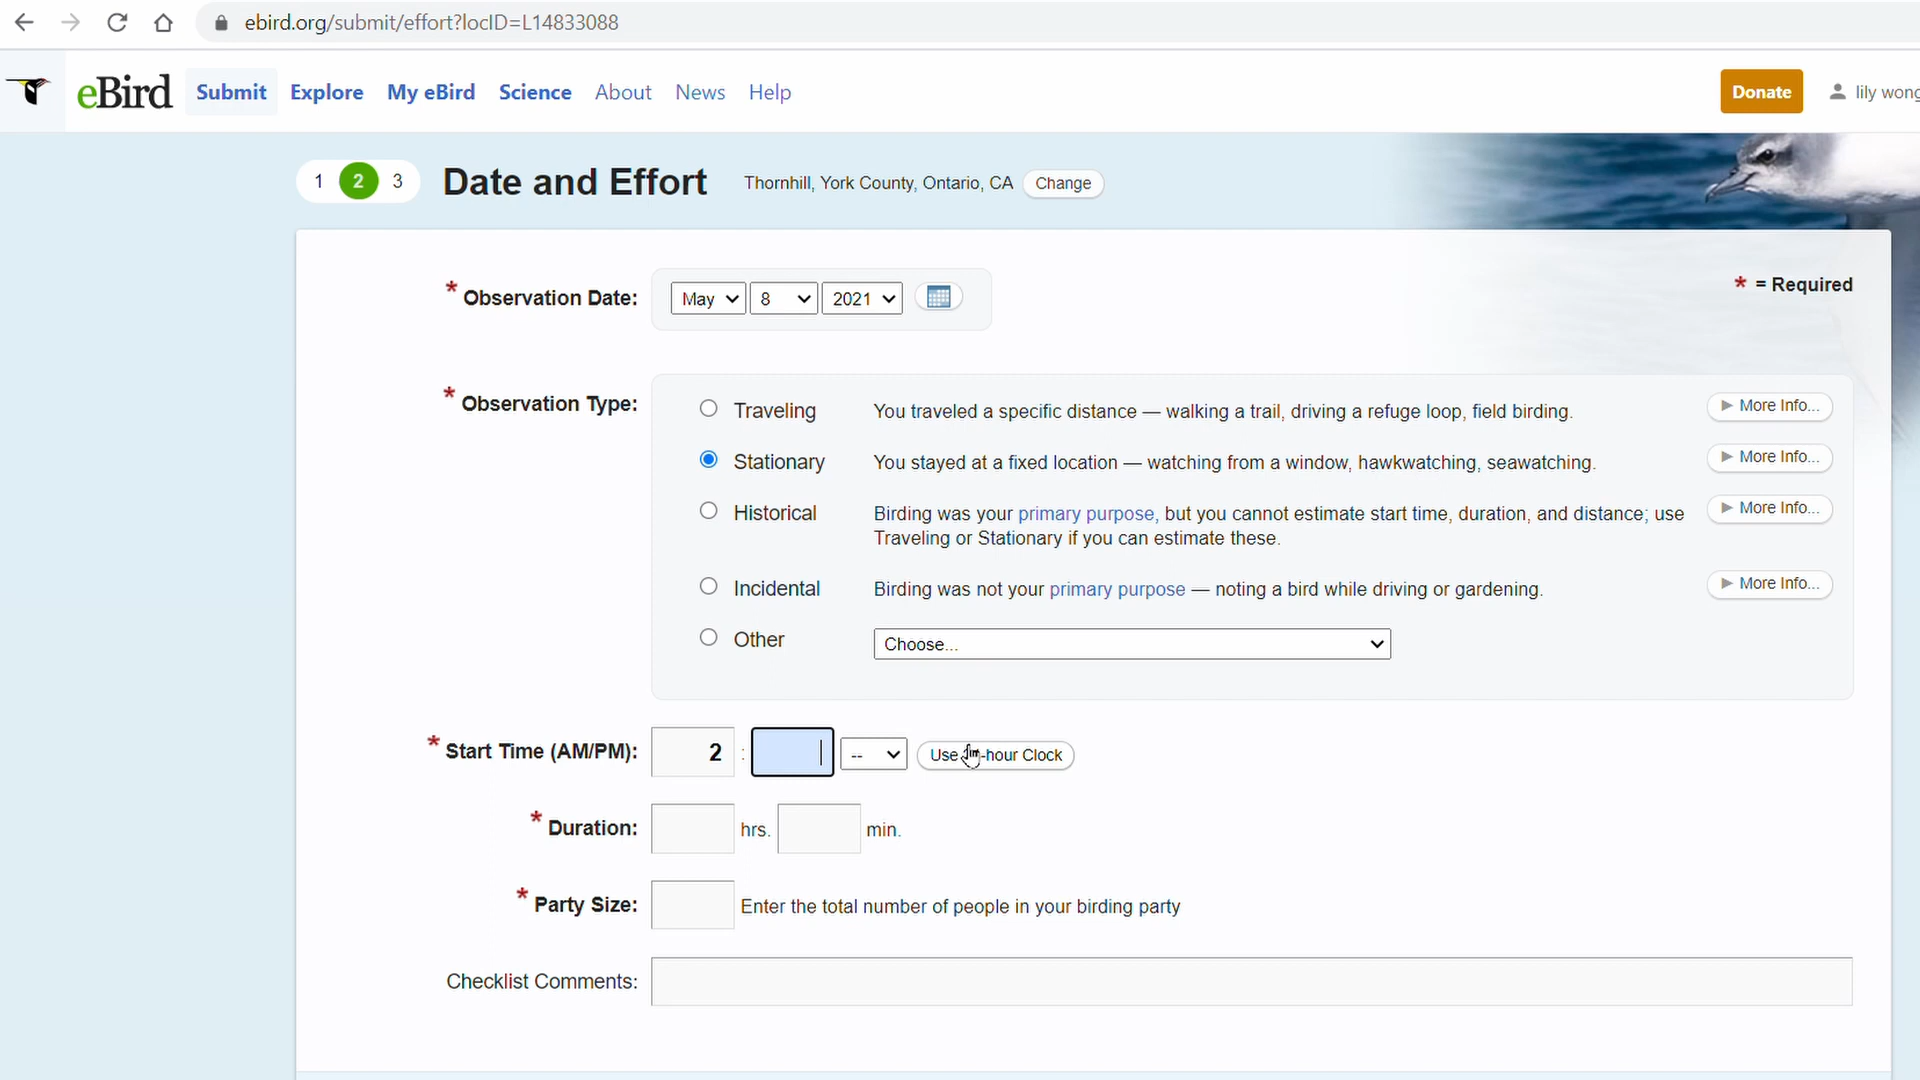 ebird.org/submit/effort?locID=L14833088
eBird Submit Explore My eBird Science About News Help Donate lily wong
1 2 3 Date and Effort Thornhill, York County, Ontario, CA Change
* Observation Date: May 8 2021 * = Required
* Observation Type: Traveling You traveled a specific distance — walking a trail, driving a refuge loop, field birding. ▶ More Info...
Stationary You stayed at a fixed location — watching from a window, hawkwatching, seawatching. ▶ More Info...
Historical Birding was your primary purpose, but you cannot estimate start time, duration, and distance; use ▶ More Info...
Traveling or Stationary if you can estimate these.
Incidental Birding was not your primary purpose — noting a bird while driving or gardening. ▶ More Info...
Other Choose...
* Start Time (AM/PM): 2 : -- Use -hour Clock
* Duration: hrs. min.
* Party Size: Enter the total number of people in your birding party
Checklist Comments: